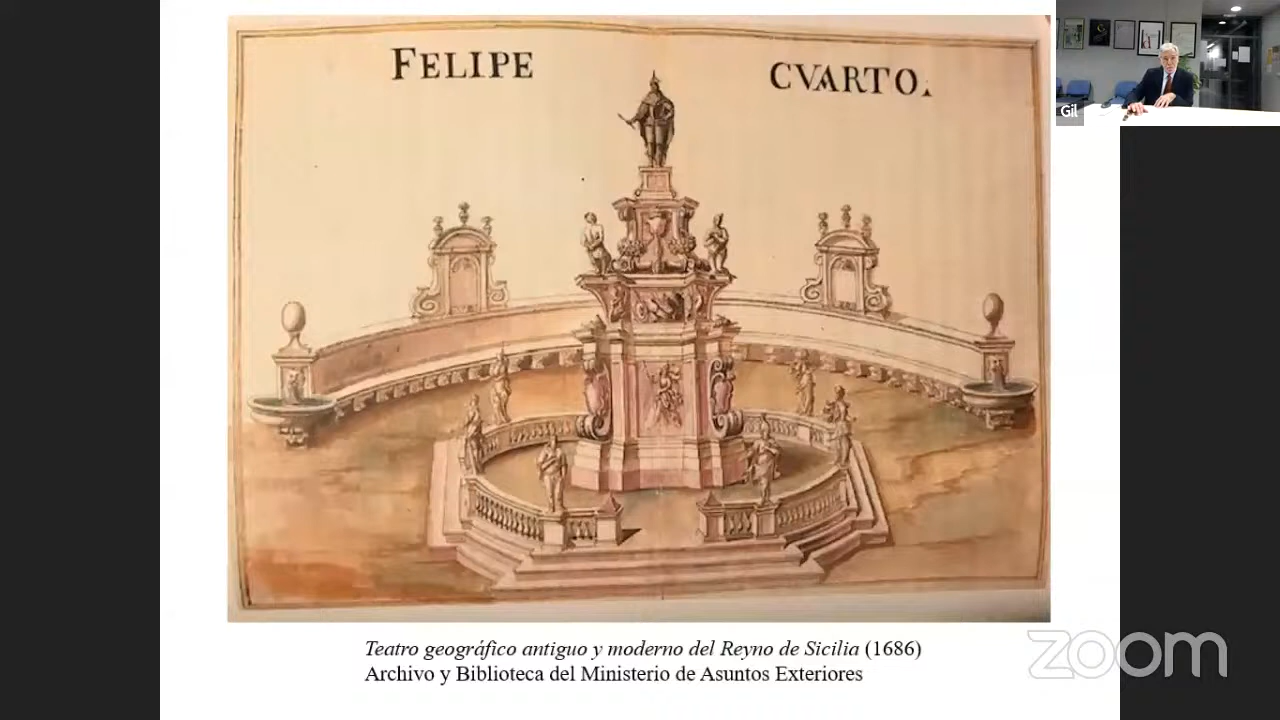 FELIPE CVARTO.
Gil
Teatro geográfico antiguo y moderno del Reyno de Sicilia (1686)
Archivo y Biblioteca del Ministerio de Asuntos Exteriores
zoom